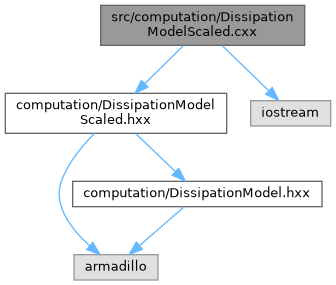 src/computation/Dissipation
ModelScaled.cxx
computation/DissipationModel
Scaled.hxx
iostream
computation/DissipationModel.hxx
armadillo